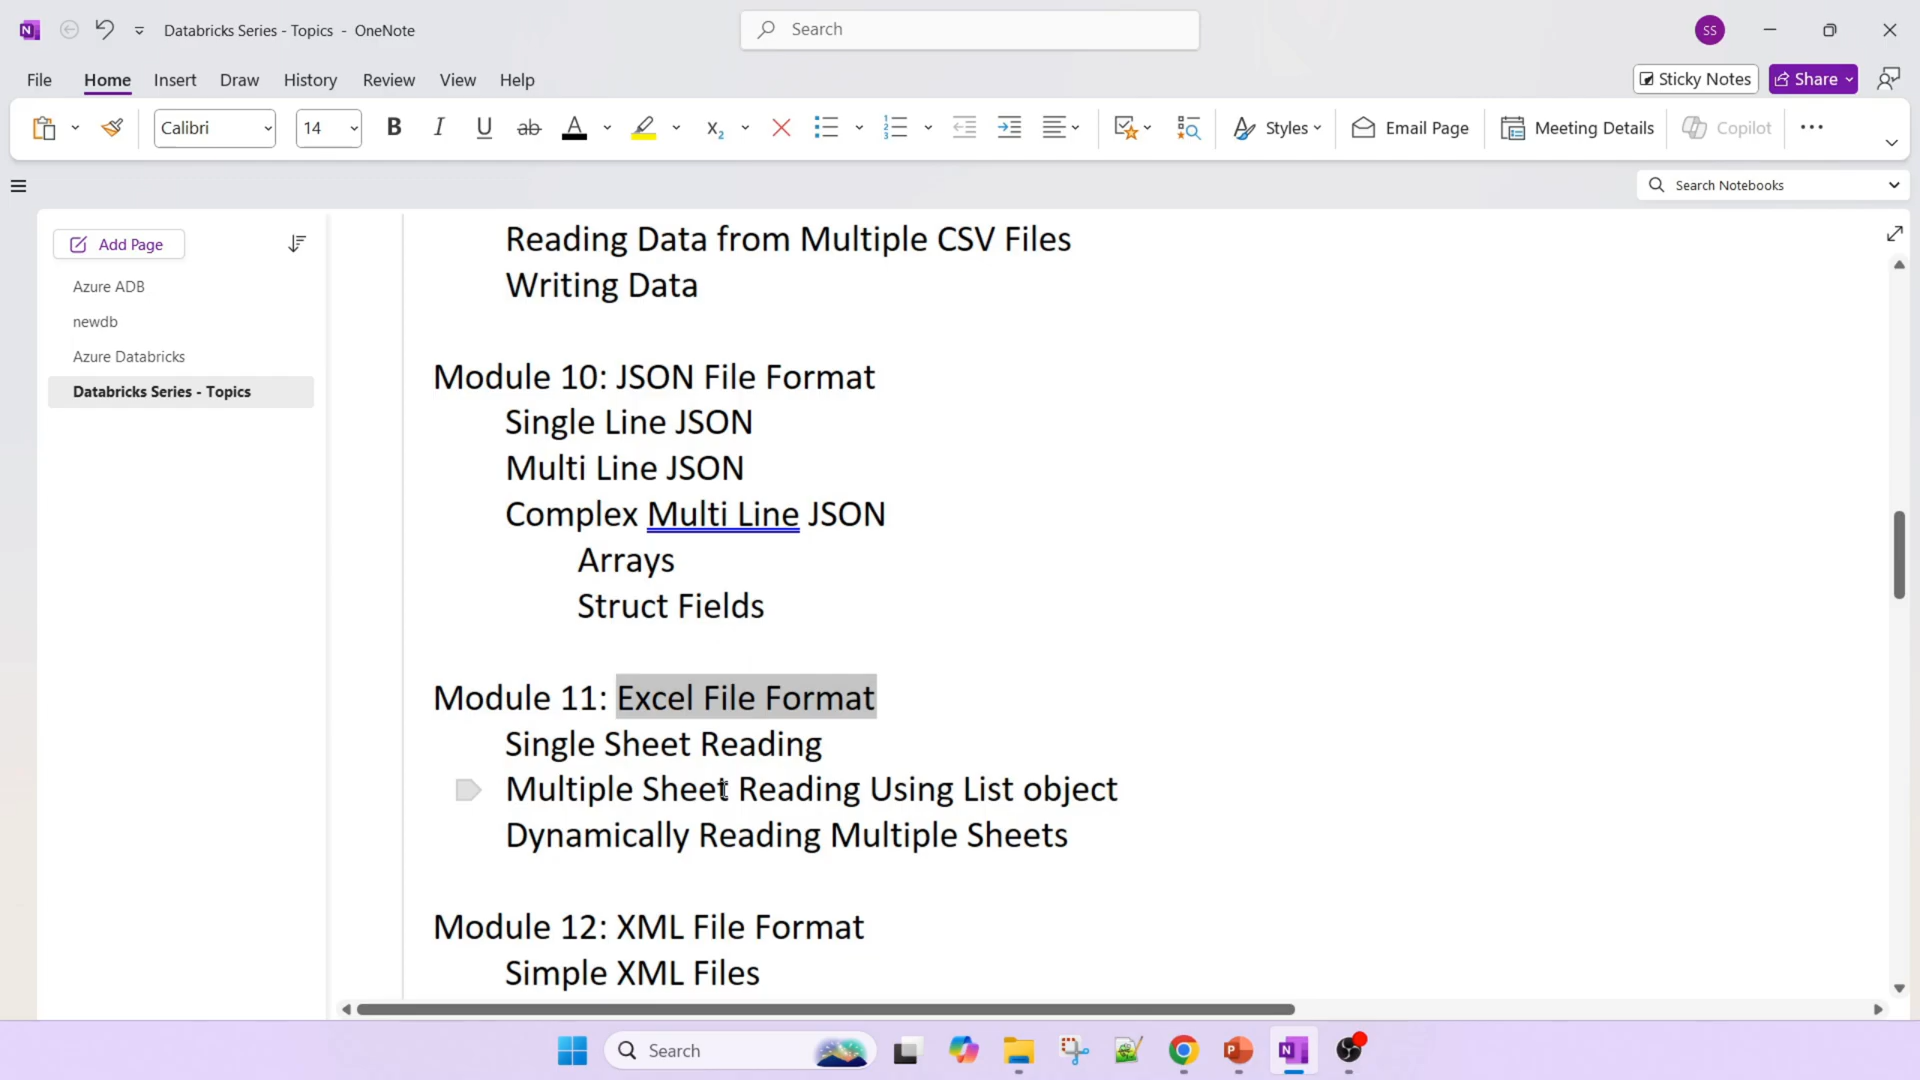 Databricks Series - Topics - OneNote
Search
SS
File Home Insert Draw History Review View Help
Sticky Notes
Share
Calibri
14
Styles
Email Page
Meeting Details
Copilot
Search Notebooks
Add Page
Azure ADB
newdb
Azure Databricks
Databricks Series - Topics
Reading Data from Multiple CSV Files
Writing Data
Module 10: JSON File Format
Single Line JSON
Multi Line JSON
Complex Multi Line JSON
Arrays
Struct Fields
Module 11: Excel File Format
Single Sheet Reading
Multiple Sheet Reading Using List object
Dynamically Reading Multiple Sheets
Module 12: XML File Format
Simple XML Files
Search